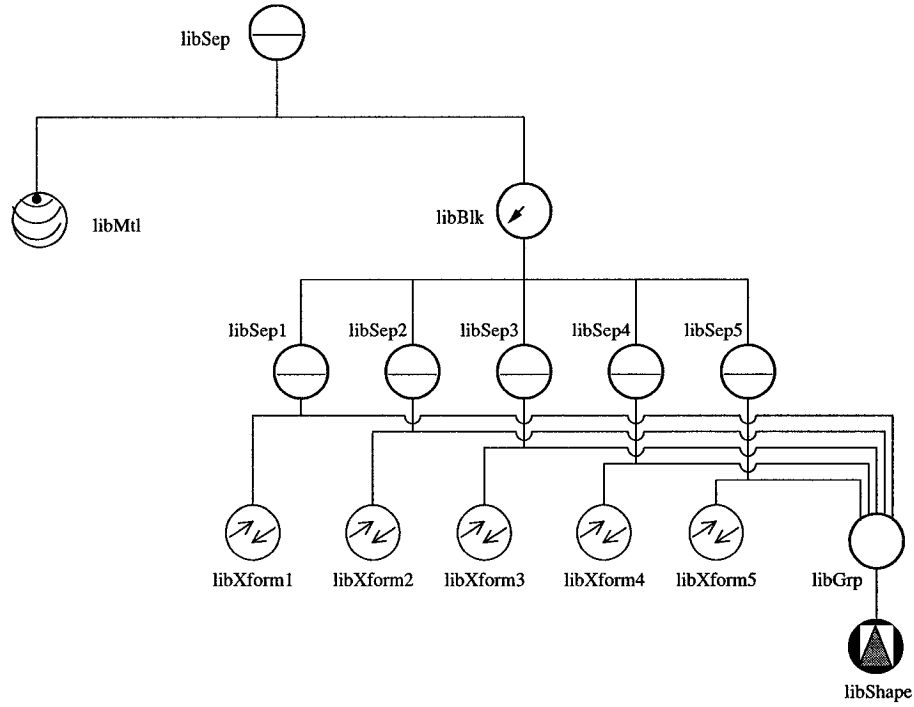 libSep
libMtl
libBlk
libSep1 libSep2 libSep3 libSep4 libSep5
libXform1 libXform2 libXform3 libXform4 libXform5 libGrp
libShape